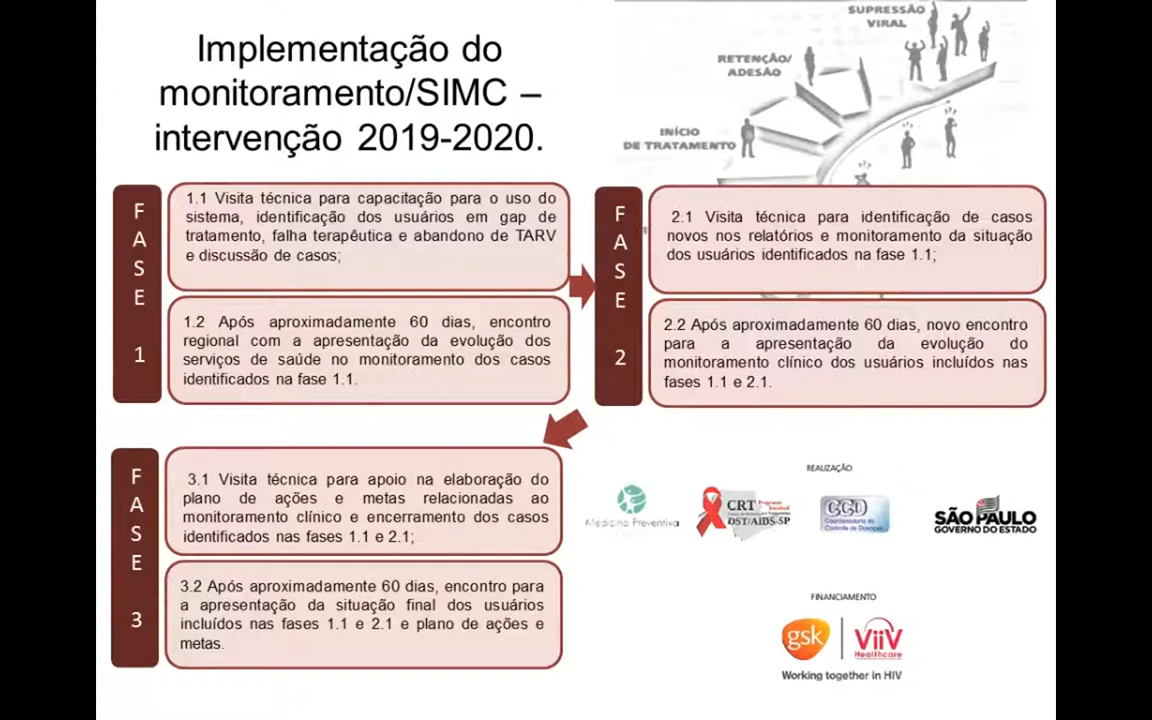 Implementação do
monitoramento/SIMC –
intervenção 2019-2020.
SUPRESSÃO
VIRAL
RETENÇÃO/
ADESÃO
INÍCIO
DE TRATAMENTO
FASE 1
1.1 Visita técnica para capacitação para o uso do
sistema, identificação dos usuários em gap de
tratamento, falha terapêutica e abandono de TARV
e discussão de casos;
1.2 Após aproximadamente 60 dias, encontro
regional com a apresentação da evolução dos
serviços de saúde no monitoramento dos casos
identificados na fase 1.1.
FASE 2
2.1 Visita técnica para identificação de casos
novos nos relatórios e monitoramento da situação
dos usuários identificados na fase 1.1;
2.2 Após aproximadamente 60 dias, novo encontro
para a apresentação da evolução do
monitoramento clínico dos usuários incluídos nas
fases 1.1 e 2.1.
FASE 3
3.1 Visita técnica para apoio na elaboração do
plano de ações e metas relacionadas ao
monitoramento clínico e encerramento dos casos
identificados nas fases 1.1 e 2.1;
3.2 Após aproximadamente 60 dias, encontro para
a apresentação da situação final dos usuários
incluídos nas fases 1.1 e 2.1 e plano de ações e
metas.
REALIZAÇÃO
Medicina Preventiva
CRT
DST/AIDS-SP
CCD
Coordenadoria de
Controle de Doenças
SÃO PAULO
GOVERNO DO ESTADO
FINANCIAMENTO
gsk
ViiV
Healthcare
Working together in HIV